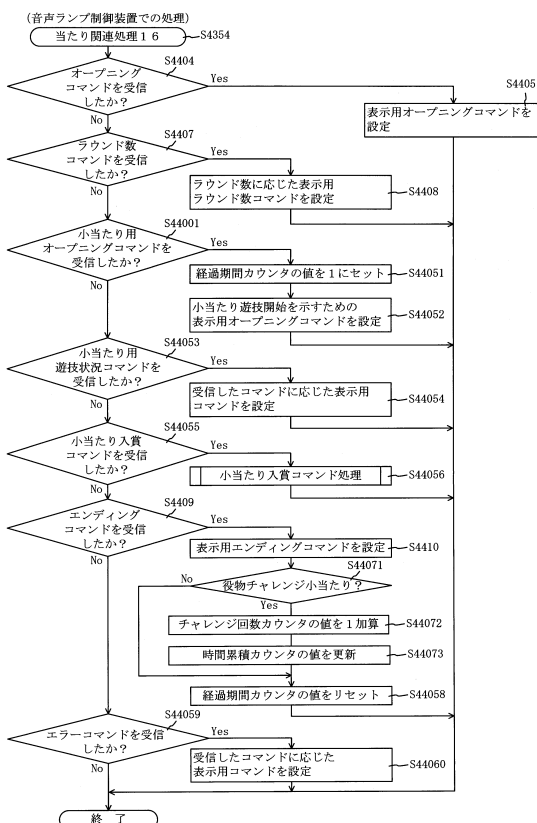 (音声ランプ制御装置での処理)
当たり関連処理16
S4354
S4404
オープニング
コマンドを受信
したか?
Yes
No
S4405
表示用オープニングコマンドを
設定
S4407
ラウンド数
コマンドを受信
したか?
Yes
No
ラウンド数に応じた表示用
ラウンド数コマンドを設定
S4408
S44001
小当たり用
オープニングコマンドを
受信したか?
Yes
No
経過期間カウンタの値を1にセット
S44051
小当たり遊技開始を示すための
表示用オープニングコマンドを設定
S44052
S44053
小当たり用
遊技状況コマンドを
受信したか?
Yes
No
受信したコマンドに応じた表示用
コマンドを設定
S44054
S44055
小当たり入賞
コマンドを受信
したか?
Yes
No
小当たり入賞コマンド処理
S44056
S4409
エンディング
コマンドを受信
したか?
Yes
No
表示用エンディングコマンドを設定
S4410
S44071
役物チャレンジ小当たり?
No
Yes
チャレンジ回数カウンタの値を1加算
S44072
時間累積カウンタの値を更新
S44073
経過期間カウンタの値をリセット
S44058
S44059
エラーコマンドを受信
したか?
Yes
No
受信したコマンドに応じた
表示用コマンドを設定
S44060
終了